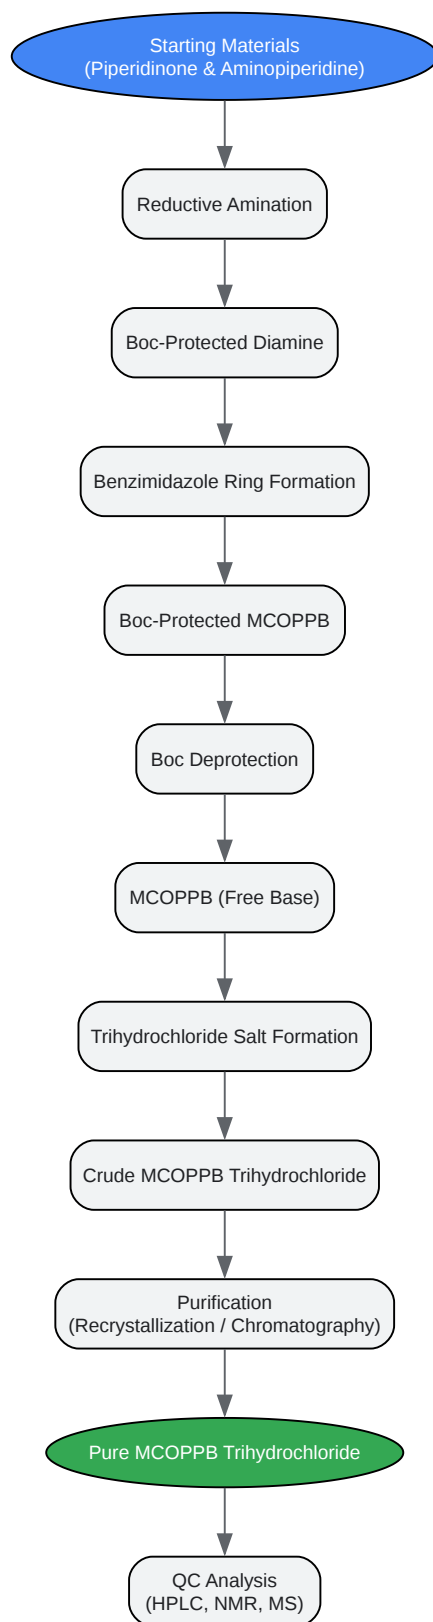 Starting Materials
(Piperidinone & Aminopiperidine)
Reductive Amination
Boc-Protected Diamine
Benzimidazole Ring Formation
Boc-Protected MCOPPB
Boc Deprotection
MCOPPB (Free Base)
Trihydrochloride Salt Formation
Crude MCOPPB Trihydrochloride
Purification
(Recrystallization / Chromatography)
Pure MCOPPB Trihydrochloride
QC Analysis
(HPLC, NMR, MS)